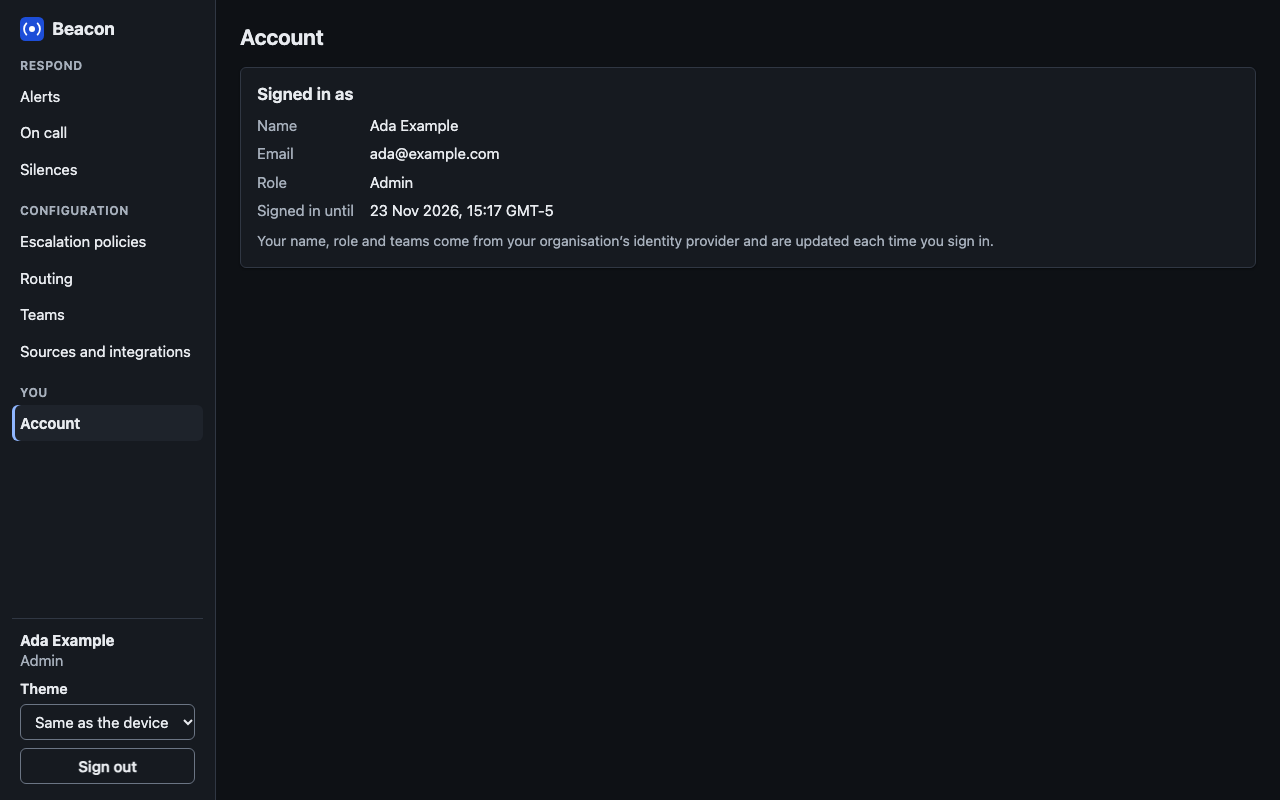 Beacon
RESPOND
Alerts
On call
Silences
CONFIGURATION
Escalation policies
Routing
Teams
Sources and integrations
YOU
Account
Ada Example
Admin
Theme
Same as the device
Sign out
Account
Signed in as
Name Ada Example
Email ada@example.com
Role Admin
Signed in until 23 Nov 2026, 15:17 GMT-5
Your name, role and teams come from your organisation’s identity provider and are updated each time you sign in.